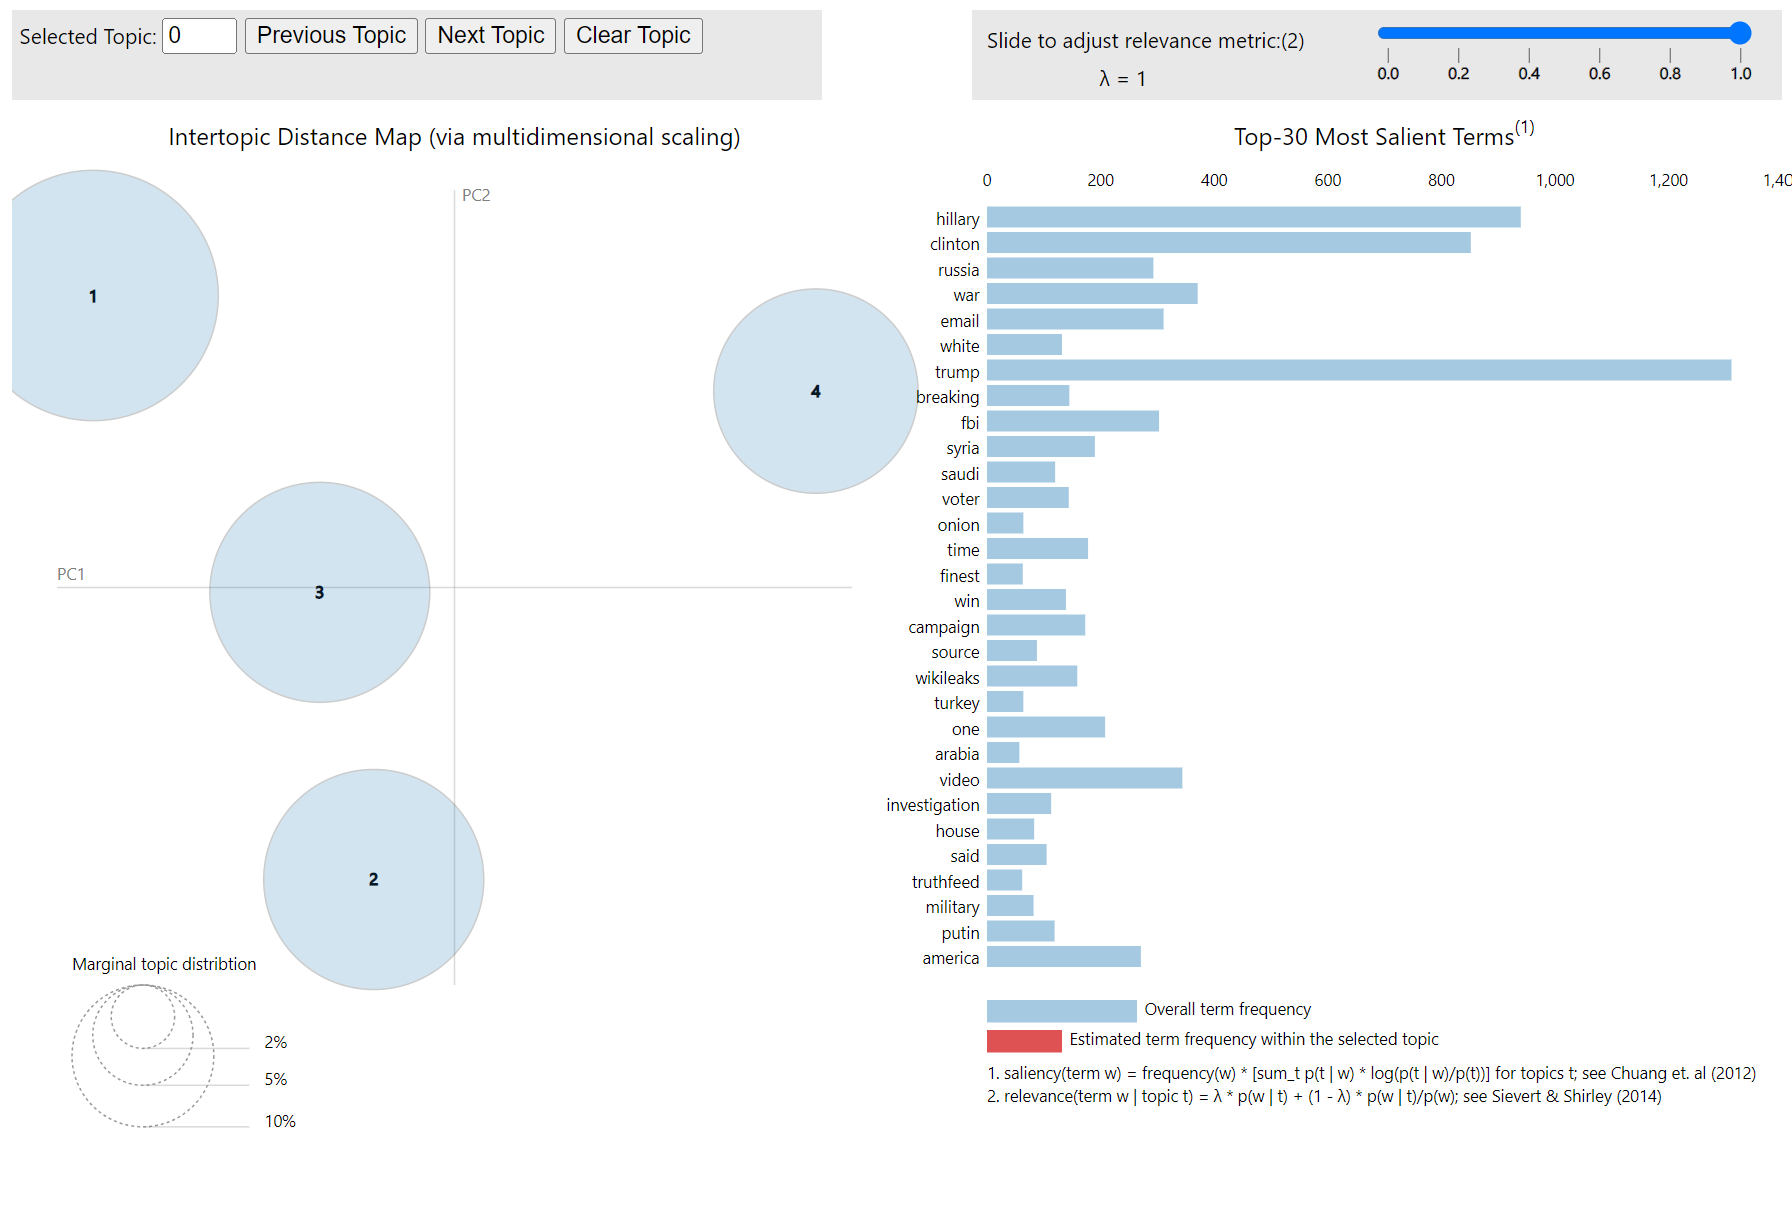 Selected Topic: 0 Previous Topic Next Topic Clear Topic
Slide to adjust relevance metric:(2)
λ = 1
0.0 0.2 0.4 0.6 0.8 1.0
Intertopic Distance Map (via multidimensional scaling)
PC2
PC1
1
4
3
2
Marginal topic distribtion
2%
5%
10%
Top-30 Most Salient Terms(1)
0 200 400 600 800 1,000 1,200 1,40
hillary
clinton
russia
war
email
white
trump
breaking
fbi
syria
saudi
voter
onion
time
finest
win
campaign
source
wikileaks
turkey
one
arabia
video
investigation
house
said
truthfeed
military
putin
america
Overall term frequency
Estimated term frequency within the selected topic
1. saliency(term w) = frequency(w) * [sum_t p(t | w) * log(p(t | w)/p(t))] for topics t; see Chuang et. al (2012)
2. relevance(term w | topic t) = λ * p(w | t) + (1 - λ) * p(w | t)/p(w); see Sievert & Shirley (2014)